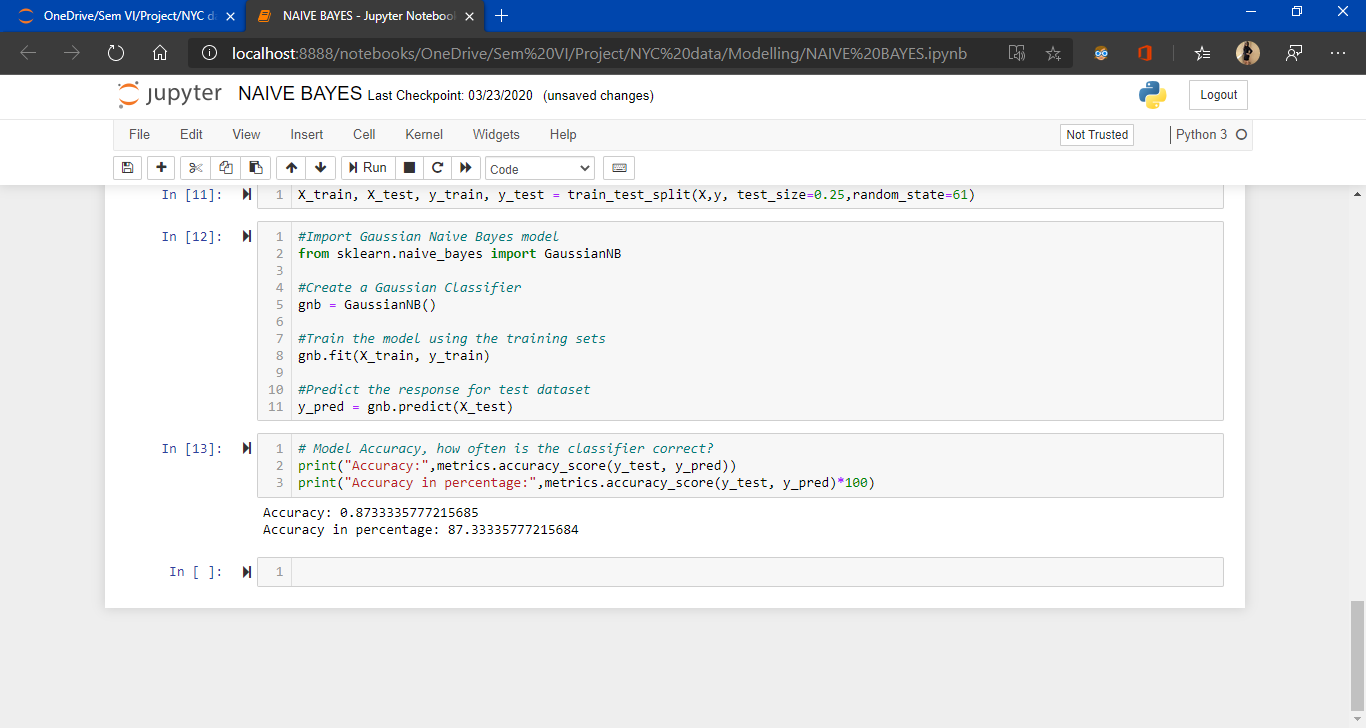 OneDrive/Sem VI/Project/NYC da
NAIVE BAYES - Jupyter Notebook
localhost:8888/notebooks/OneDrive/Sem%20VI/Project/NYC%20data/Modelling/NAIVE%20BAYES.ipynb
jupyter NAIVE BAYES Last Checkpoint: 03/23/2020 (unsaved changes)
Logout
File Edit View Insert Cell Kernel Widgets Help Not Trusted Python 3
Run Code
In [11]: 1 X_train, X_test, y_train, y_test = train_test_split(X,y, test_size=0.25,random_state=61)
In [12]: 1 #Import Gaussian Naive Bayes model
2 from sklearn.naive_bayes import GaussianNB
3
4 #Create a Gaussian Classifier
5 gnb = GaussianNB()
6
7 #Train the model using the training sets
8 gnb.fit(X_train, y_train)
9
10 #Predict the response for test dataset
11 y_pred = gnb.predict(X_test)
In [13]: 1 # Model Accuracy, how often is the classifier correct?
2 print("Accuracy:",metrics.accuracy_score(y_test, y_pred))
3 print("Accuracy in percentage:",metrics.accuracy_score(y_test, y_pred)*100)
Accuracy: 0.8733335777215685
Accuracy in percentage: 87.33335777215684
In [ ]: 1